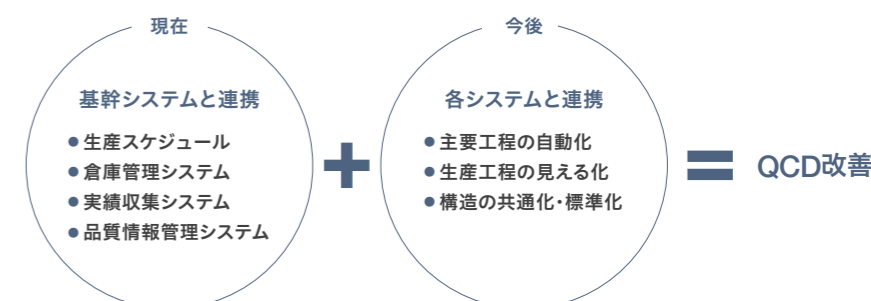 現在
基幹システムと連携
●生産スケジュール
●倉庫管理システム
●実績収集システム
●品質情報管理システム
+
今後
各システムと連携
●主要工程の自動化
●生産工程の見える化
●構造の共通化・標準化
=
QCD改善